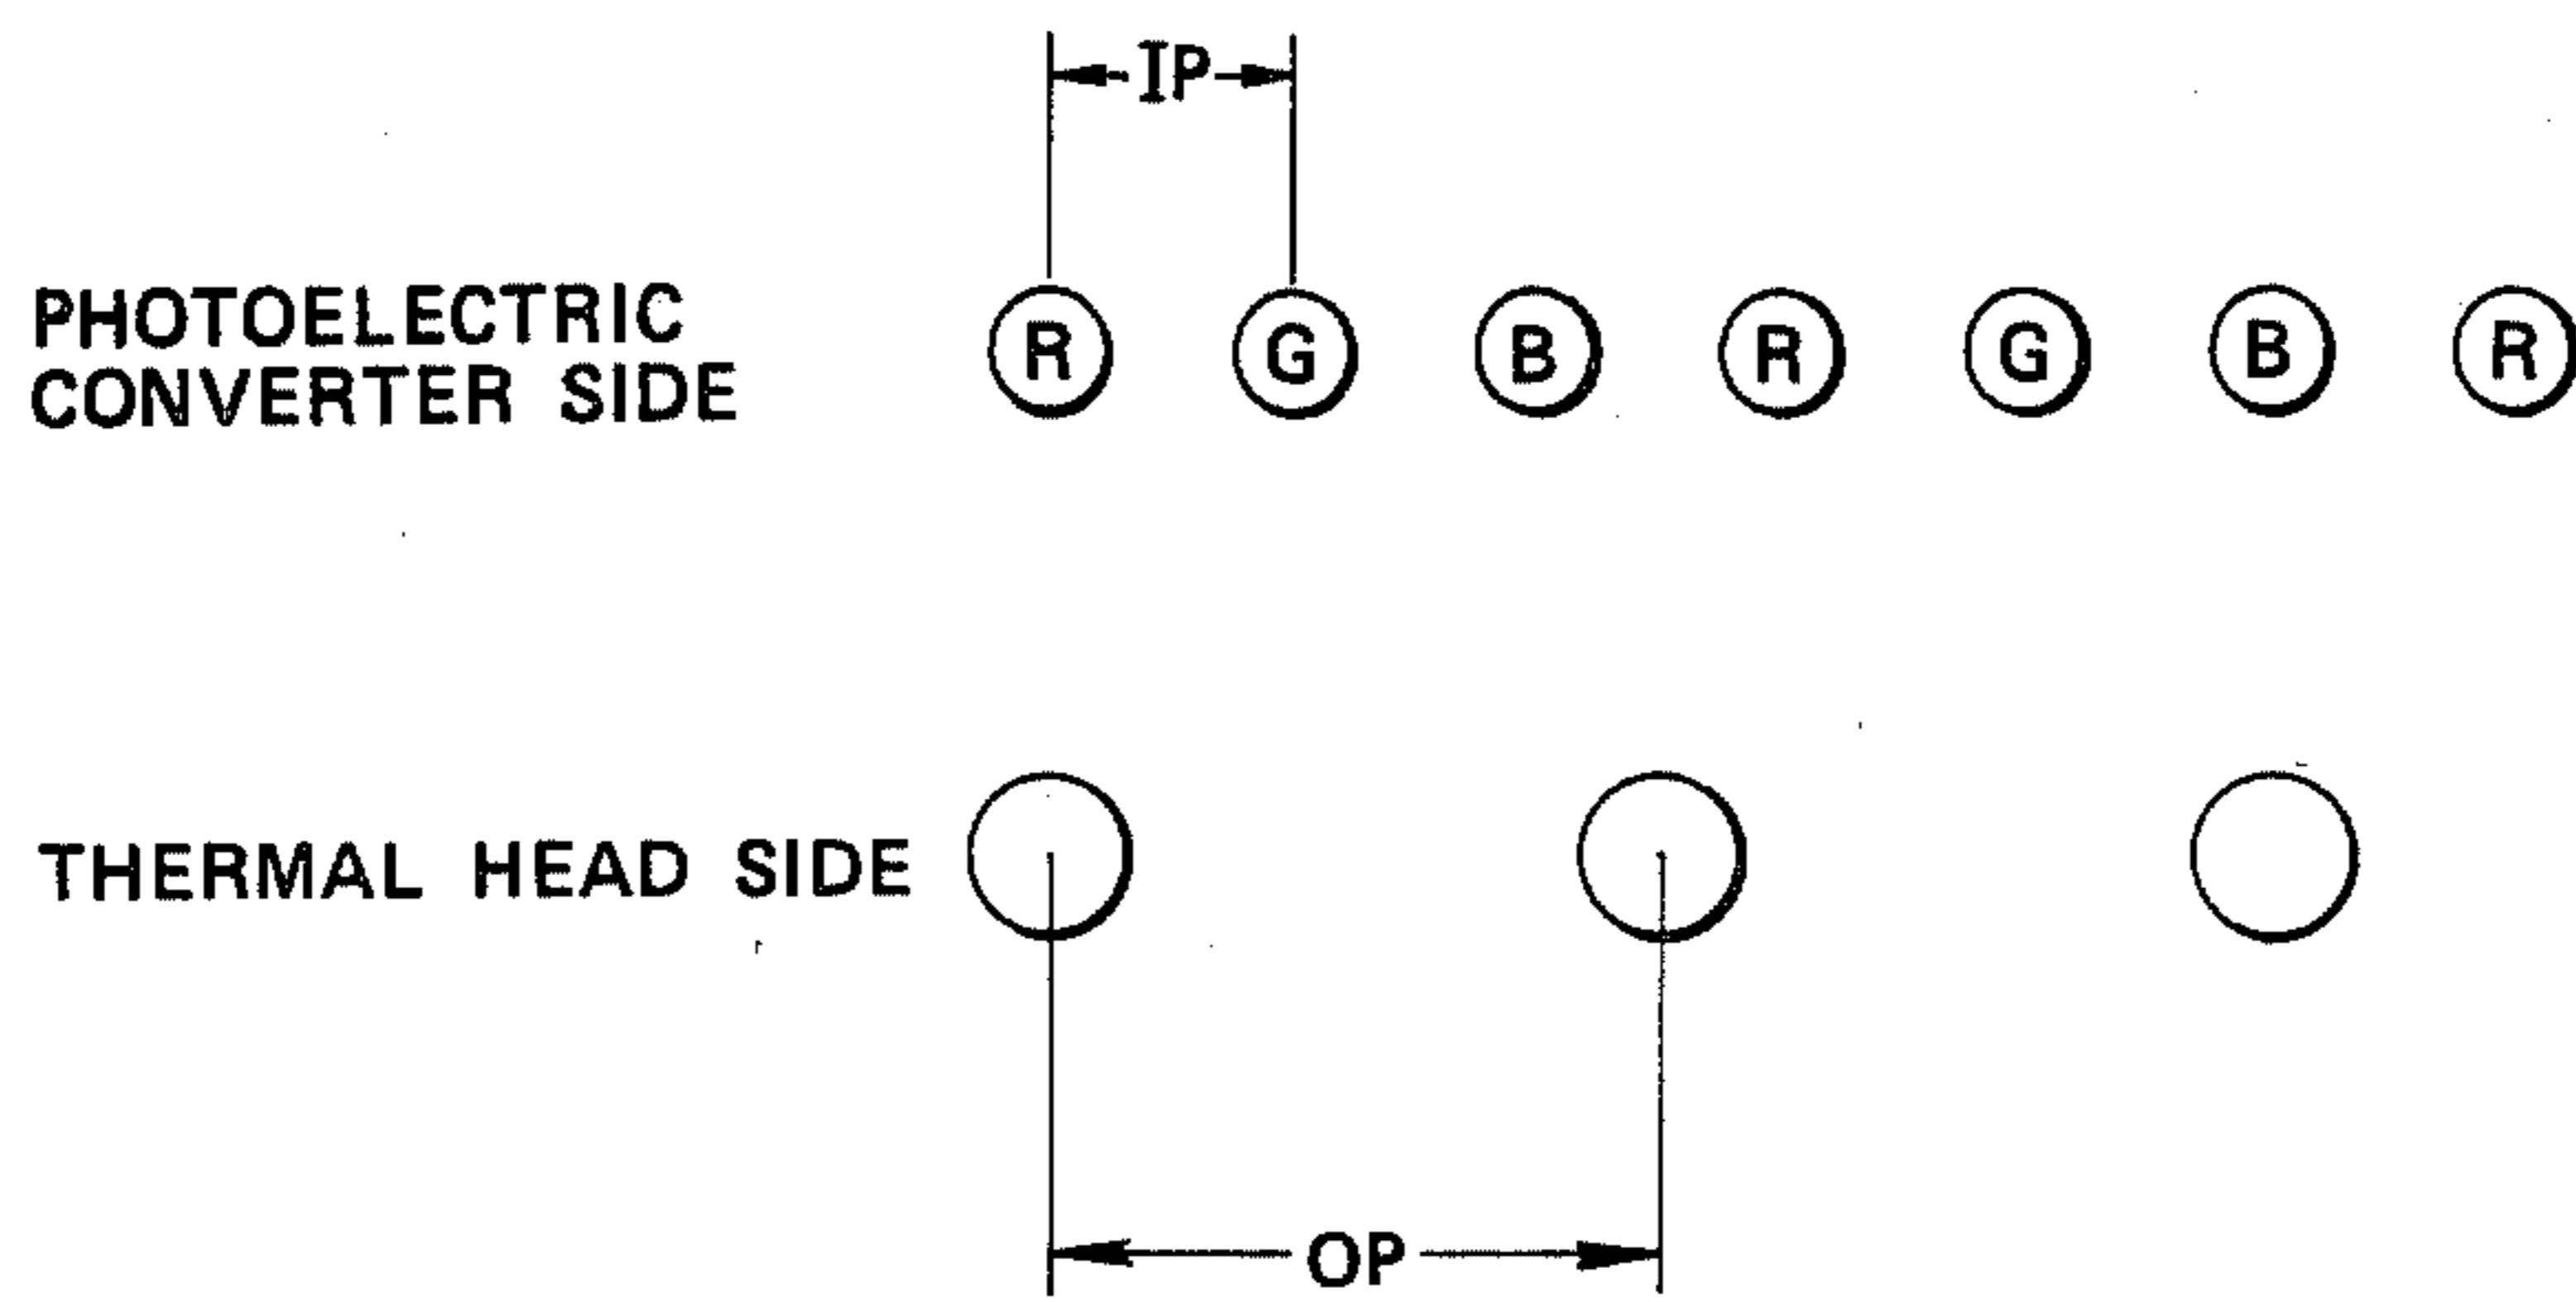 IP
PHOTOELECTRIC
CONVERTER SIDE
R G B R G B R
THERMAL HEAD SIDE
OP